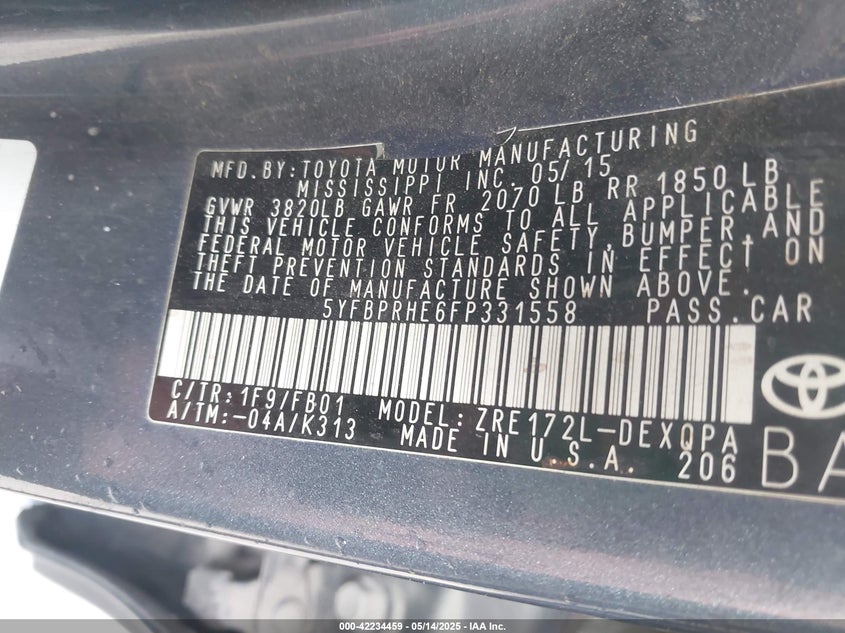 MFD. BY: TOYOTA MOTOR MANUFACTURING
MISSISSIPPI INC. 05/15
GVWR 3820LB GAWR FR 2070 LB RR 1850 LB
THIS VEHICLE CONFORMS TO ALL APPLICABLE
FEDERAL MOTOR VEHICLE SAFETY, BUMPER, AND
THEFT PREVENTION STANDARDS IN EFFECT ON
THE DATE OF MANUFACTURE SHOWN ABOVE.
5YFBPRHE6FP331558 PASS. CAR
C/TR: 1F9/FB01 MODEL: ZRE172L-DEXQPA
A/TM: -04A/K313 MADE IN U.S.A. 206
BA
000-42234459 - 05/14/2025 - IAA Inc.